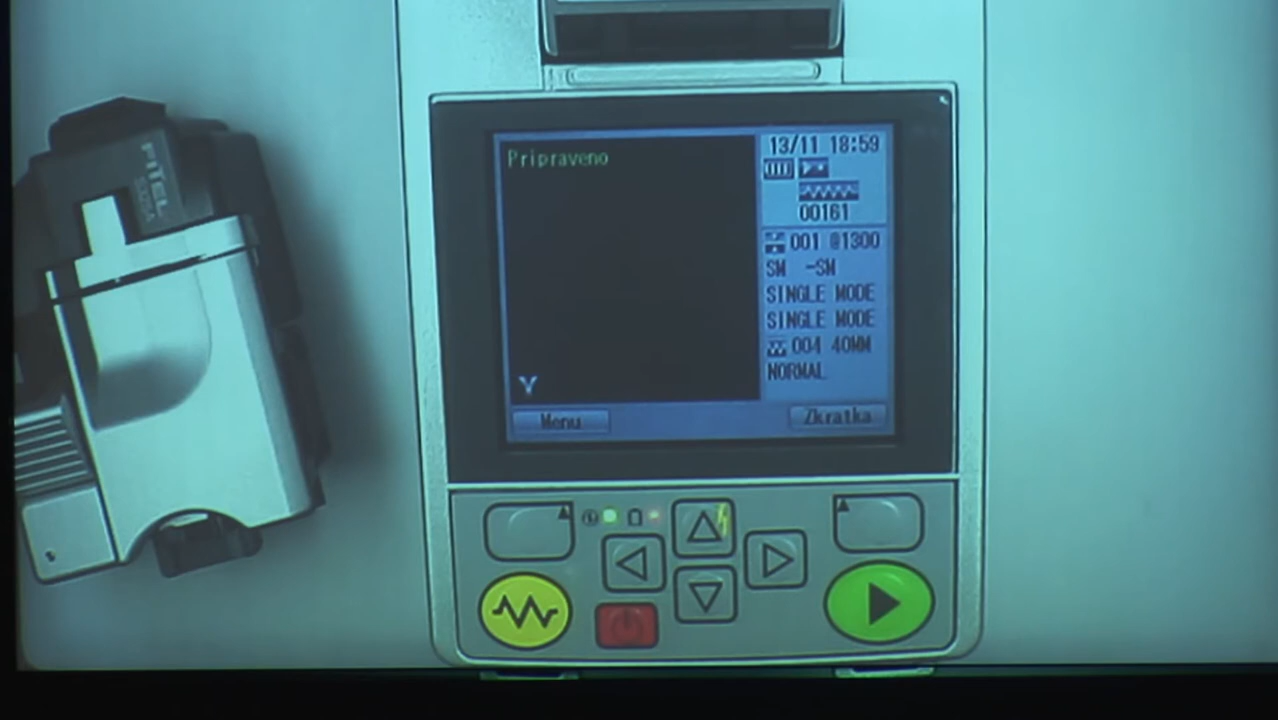 FITEL
Pripraveno
13/11 18:59
00161
001 @1300
SM -SM
SINGLE MODE
SINGLE MODE
004 40MM
NORMAL
Y
Menu
Zkratka